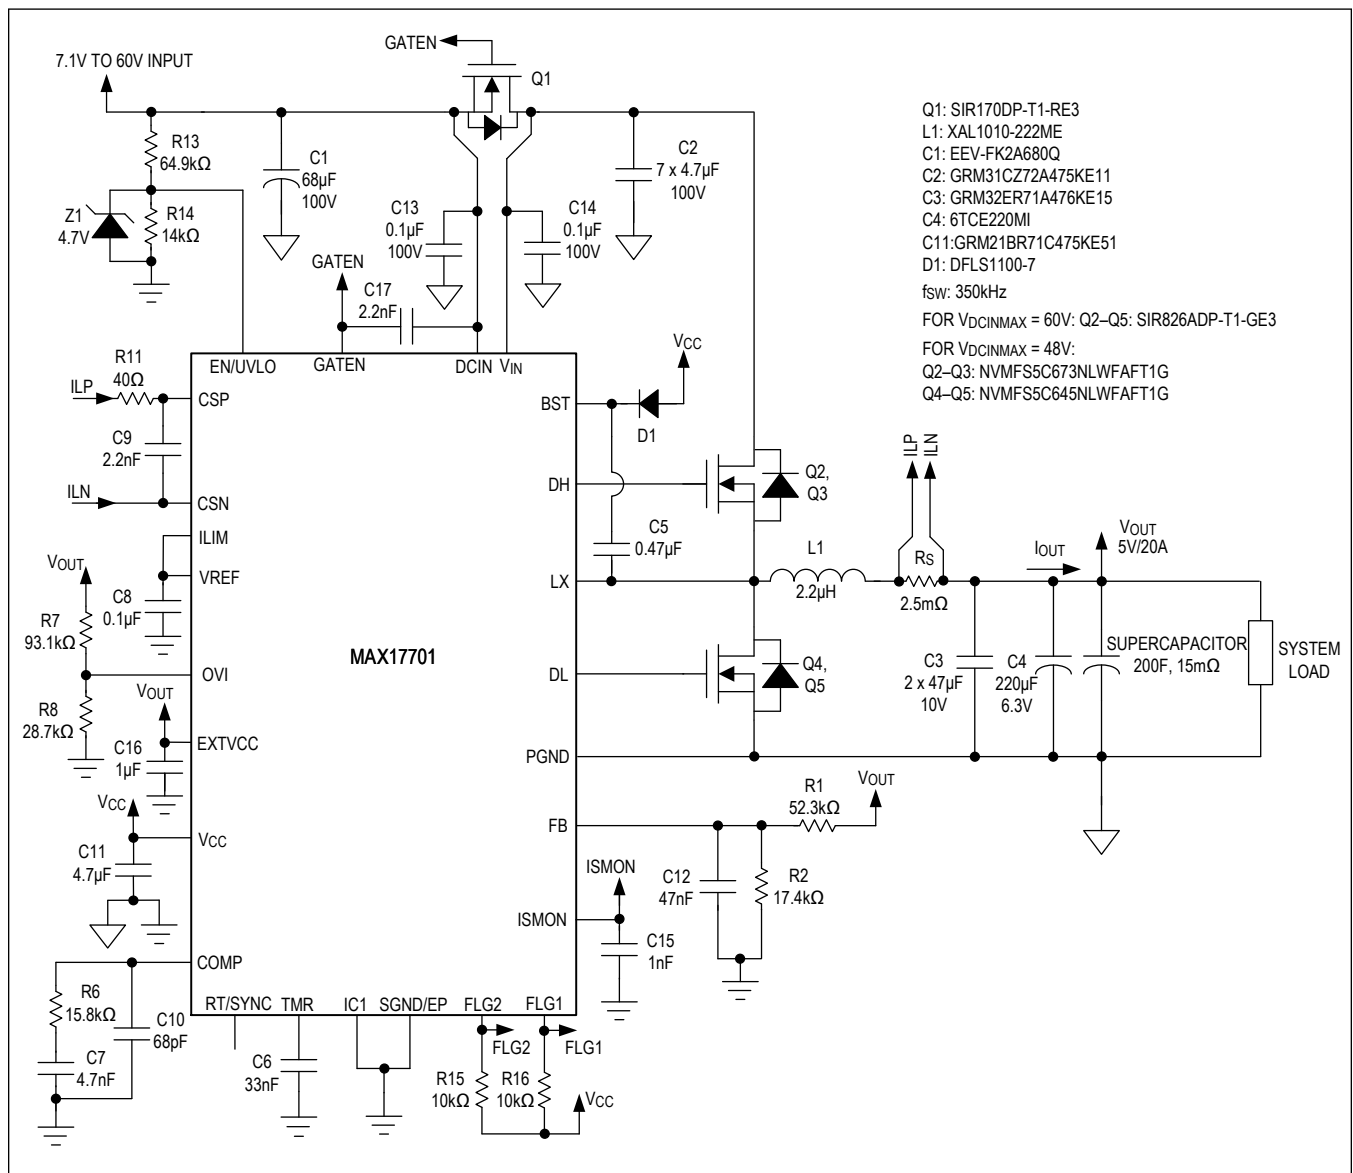 GATEN
7.1V TO 60V INPUT
Q1
R13
64.9kΩ
C1
68µF
100V
C2
7 x 4.7µF
100V
Z1
4.7V
R14
14kΩ
C13
0.1µF
100V
C14
0.1µF
100V
GATEN
C17
2.2nF
Q1: SIR170DP-T1-RE3
L1: XAL1010-222ME
C1: EEV-FK2A680Q
C2: GRM31CZ72A475KE11
C3: GRM32ER71A476KE15
C4: 6TCE220MI
C11:GRM21BR71C475KE51
D1: DFLS1100-7
fSW: 350kHz
FOR VDCINMAX = 60V: Q2–Q5: SIR826ADP-T1-GE3
FOR VDCINMAX = 48V:
Q2–Q3: NVMFS5C673NLWFAFT1G
Q4–Q5: NVMFS5C645NLWFAFT1G
EN/UVLO
GATEN
DCIN
VIN
VCC
R11
40Ω
ILP
CSP
C9
2.2nF
ILN
CSN
BST
D1
DH
Q2,
Q3
ILP
ILN
ILIM
VREF
C8
0.1µF
C5
0.47µF
LX
L1
2.2µH
RS
2.5mΩ
IOUT
VOUT
5V/20A
VOUT
R7
93.1kΩ
OVI
R8
28.7kΩ
MAX17701
DL
Q4,
Q5
C3
2 x 47µF
10V
C4
220µF
6.3V
SUPERCAPACITOR
200F, 15mΩ
SYSTEM
LOAD
VOUT
EXTVCC
C16
1µF
PGND
VCC
VCC
C11
4.7µF
FB
R1
52.3kΩ
VOUT
C12
47nF
R2
17.4kΩ
ISMON
ISMON
C15
1nF
COMP
R6
15.8kΩ
C10
68pF
C7
4.7nF
RT/SYNC
TMR
IC1
SGND/EP
FLG2
FLG1
C6
33nF
FLG2
FLG1
R15
10kΩ
R16
10kΩ
VCC